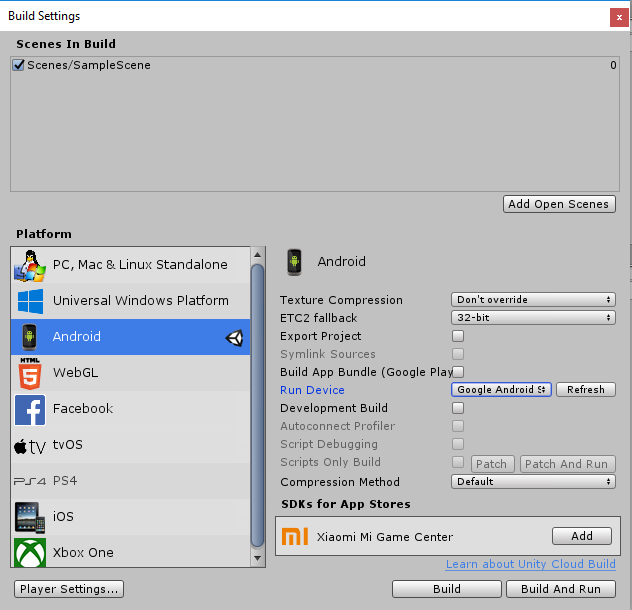 Build Settings
x
Scenes In Build
Scenes/SampleScene 0
Add Open Scenes
Platform
PC, Mac & Linux Standalone
Universal Windows Platform
Android
HTML
5
WebGL
f
Facebook
tv
tvOS
PS4
PS4
iOS
Xbox One
Android
Texture Compression Don't override
ETC2 fallback 32-bit
Export Project
Symlink Sources
Build App Bundle (Google Play
Run Device Google Android Refresh
Development Build
Autoconnect Profiler
Script Debugging
Scripts Only Build Patch Patch And Run
Compression Method Default
SDKs for App Stores
MI Xiaomi Mi Game Center Add
Learn about Unity Cloud Build
Player Settings... Build Build And Run